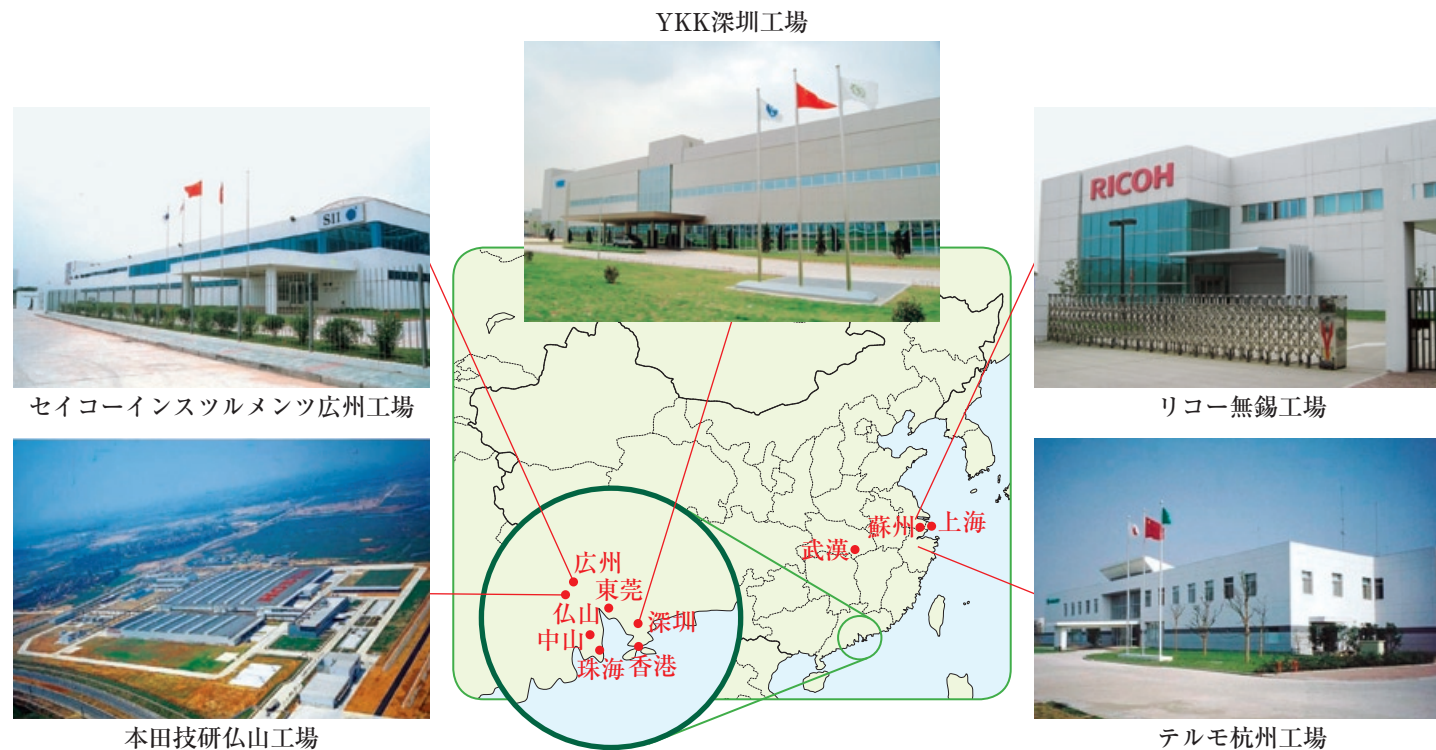 YKK深圳工場
SII
RICOH
セイコーインスツルメンツ広州工場
リコー無錫工場
蘇州
上海
武漢
広州
東莞
仏山
深圳
中山
珠海
香港
本田技研仏山工場
テルモ杭州工場